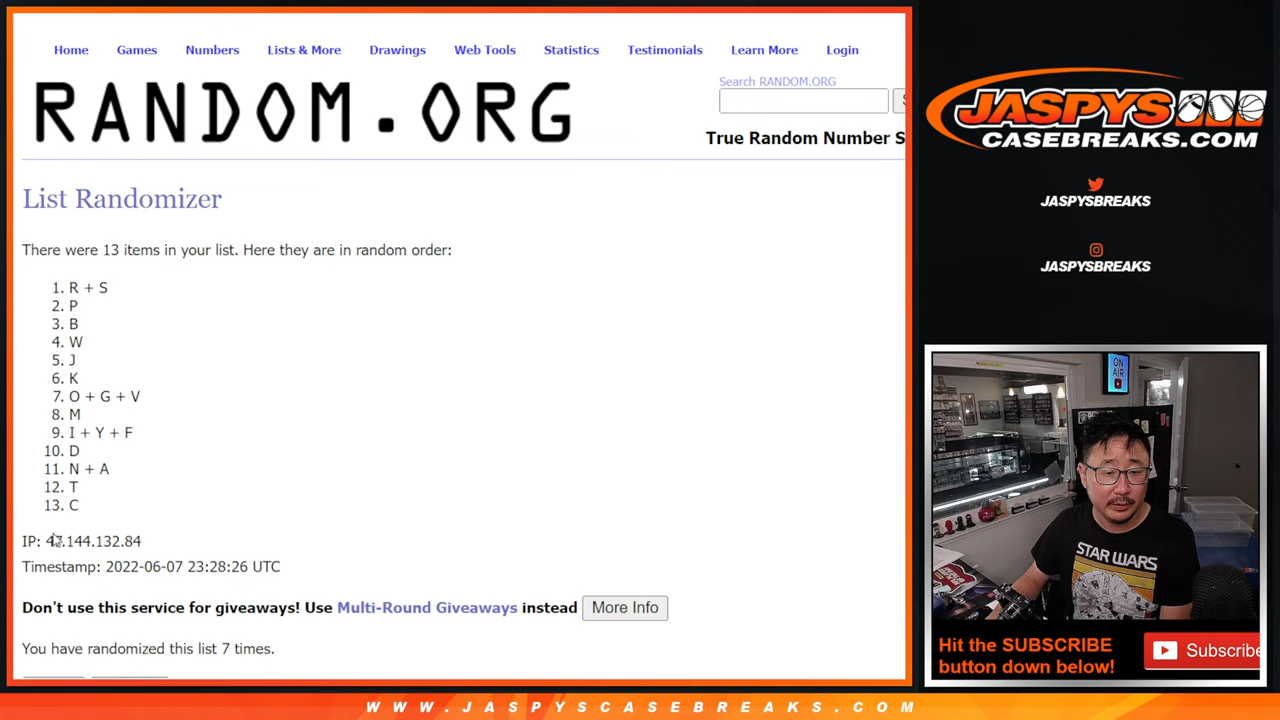 Home Games Numbers Lists & More Drawings Web Tools Statistics Testimonials Learn More Login
RANDOM.ORG
Search RANDOM.ORG
True Random Number S
List Randomizer
There were 13 items in your list. Here they are in random order:
1. R + S
2. P
3. B
4. W
5. J
6. K
7. O + G + V
8. M
9. I + Y + F
10. D
11. N + A
12. T
13. C
IP: 47.144.132.84
Timestamp: 2022-06-07 23:28:26 UTC
Don't use this service for giveaways! Use Multi-Round Giveaways instead More Info
You have randomized this list 7 times.
JASPYS
CASEBREAKS.COM
JASPYSBREAKS
JASPYSBREAKS
ON
AIR
STAR WARS
Hit the SUBSCRIBE
button down below!
Subscribe
WWW.JASPYSCASEBREAKS.COM